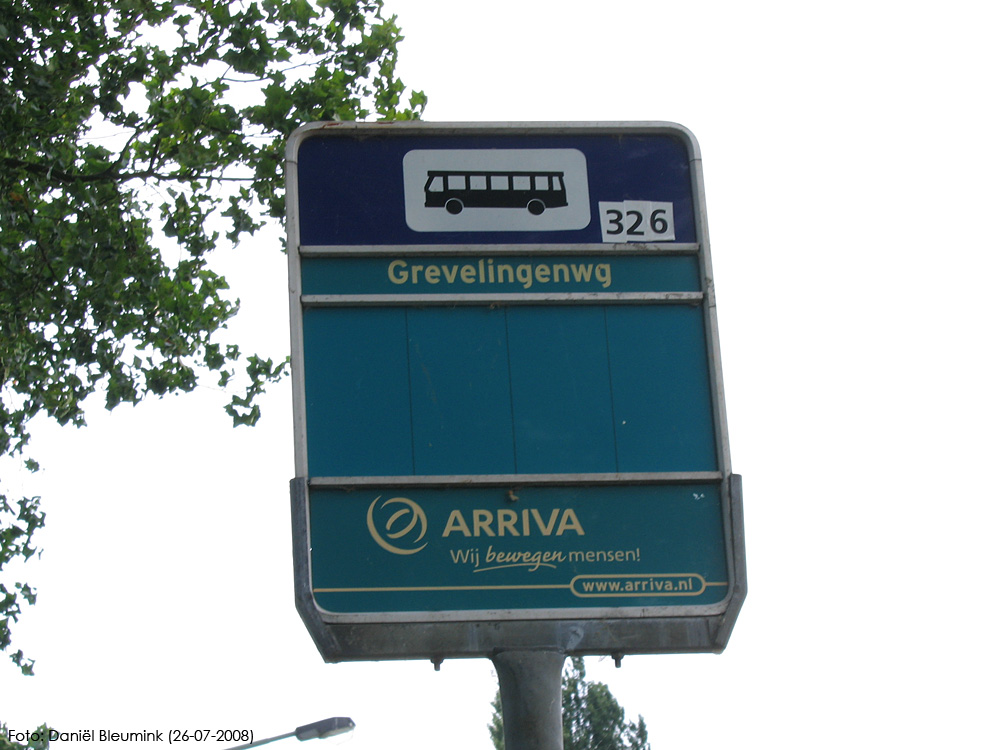 326
Grevelingenwg
ARRIVA
Wij bewegen mensen!
www.arriva.nl
Foto: Daniël Bleumink (26-07-2008)